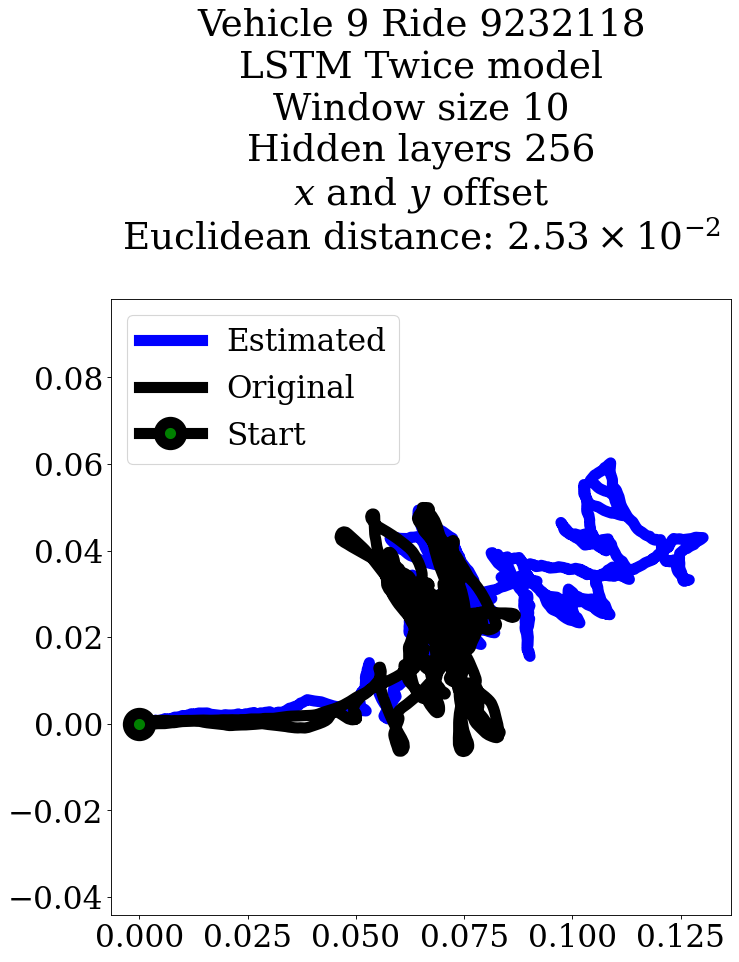 Vehicle 9 Ride 9232118
LSTM Twice model
Window size 10
Hidden layers 256
x and y offset
Euclidean distance: 2.53 × 10⁻²
Estimated
Original
Start
0.08
0.06
0.04
0.02
0.00
−0.02
−0.04
0.000 0.025 0.050 0.075 0.100 0.125